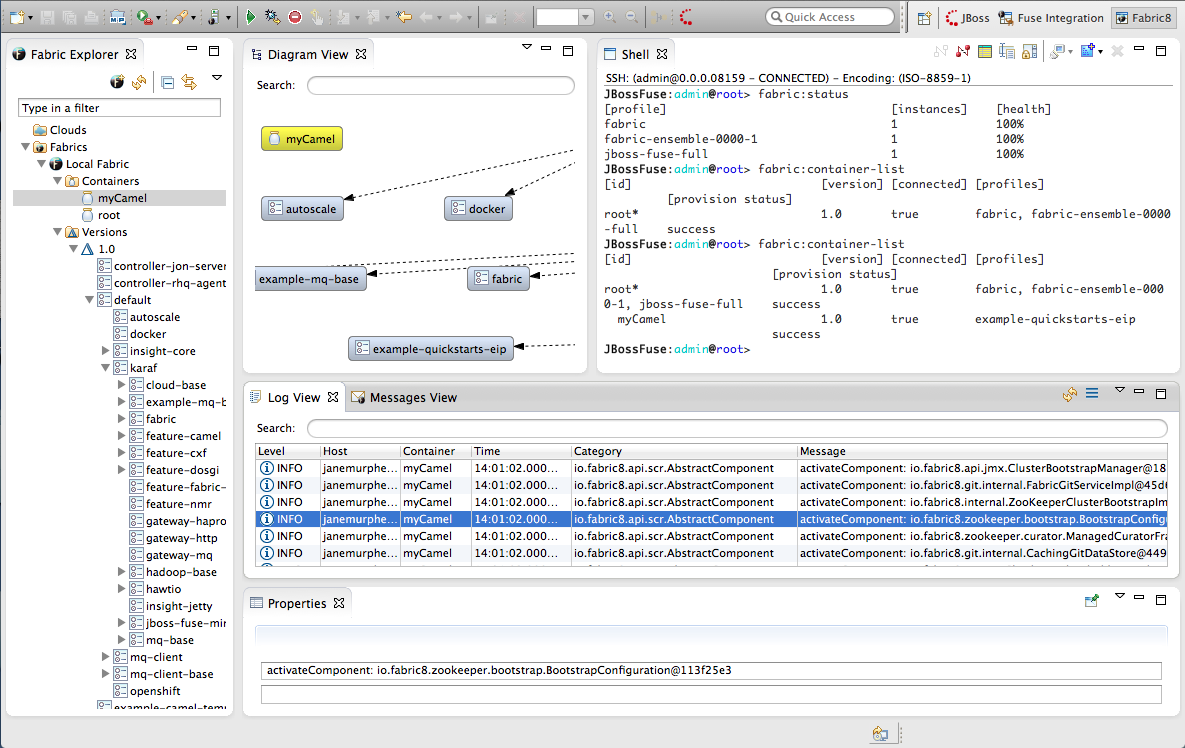 Quick Access
JBoss
Fuse Integration
Fabric8
Fabric Explorer
Type in a filter
Clouds
Fabrics
Local Fabric
Containers
myCamel
root
Versions
1.0
controller-jon-server
controller-rhq-agent
default
autoscale
docker
insight-core
karaf
cloud-base
example-mq-b
fabric
feature-camel
feature-cxf
feature-dosgi
feature-fabric-
feature-nmr
gateway-hapro
gateway-http
gateway-mq
hadoop-base
hawtio
insight-jetty
jboss-fuse-mir
mq-base
mq-client
mq-client-base
openshift
example-camel-temp
Diagram View
Search:
myCamel
autoscale
docker
example-mq-base
fabric
example-quickstarts-eip
Shell
SSH: (admin@0.0.0.08159 - CONNECTED) - Encoding: (ISO-8859-1)
JBossFuse:admin@root> fabric:status
[profile] [instances] [health]
fabric 1 100%
fabric-ensemble-0000-1 1 100%
jboss-fuse-full 1 100%
JBossFuse:admin@root> fabric:container-list
[id] [version] [connected] [profiles]
[provision status]
root* 1.0 true fabric, fabric-ensemble-0000
-full success
JBossFuse:admin@root> fabric:container-list
[id] [version] [connected] [profiles]
[provision status]
root* 1.0 true fabric, fabric-ensemble-000
0-1, jboss-fuse-full success
myCamel 1.0 true example-quickstarts-eip
success
JBossFuse:admin@root>
Log View
Messages View
Search:
Level Host Container Time Category Message
INFO janemurphe... myCamel 14:01:02.000... io.fabric8.api.scr.AbstractComponent activateComponent: io.fabric8.api.jmx.ClusterBootstrapManager@18
INFO janemurphe... myCamel 14:01:02.000... io.fabric8.api.scr.AbstractComponent activateComponent: io.fabric8.git.internal.FabricGitServiceImpl@45d6
INFO janemurphe... myCamel 14:01:02.000... io.fabric8.api.scr.AbstractComponent activateComponent: io.fabric8.internal.ZooKeeperClusterBootstrapIm
INFO janemurphe... myCamel 14:01:02.000... io.fabric8.api.scr.AbstractComponent activateComponent: io.fabric8.zookeeper.bootstrap.BootstrapConfigu
INFO janemurphe... myCamel 14:01:02.000... io.fabric8.api.scr.AbstractComponent activateComponent: io.fabric8.zookeeper.curator.ManagedCuratorFra
INFO janemurphe... myCamel 14:01:02.000... io.fabric8.api.scr.AbstractComponent activateComponent: io.fabric8.git.internal.CachingGitDataStore@449
Properties
activateComponent: io.fabric8.zookeeper.bootstrap.BootstrapConfiguration@113f25e3